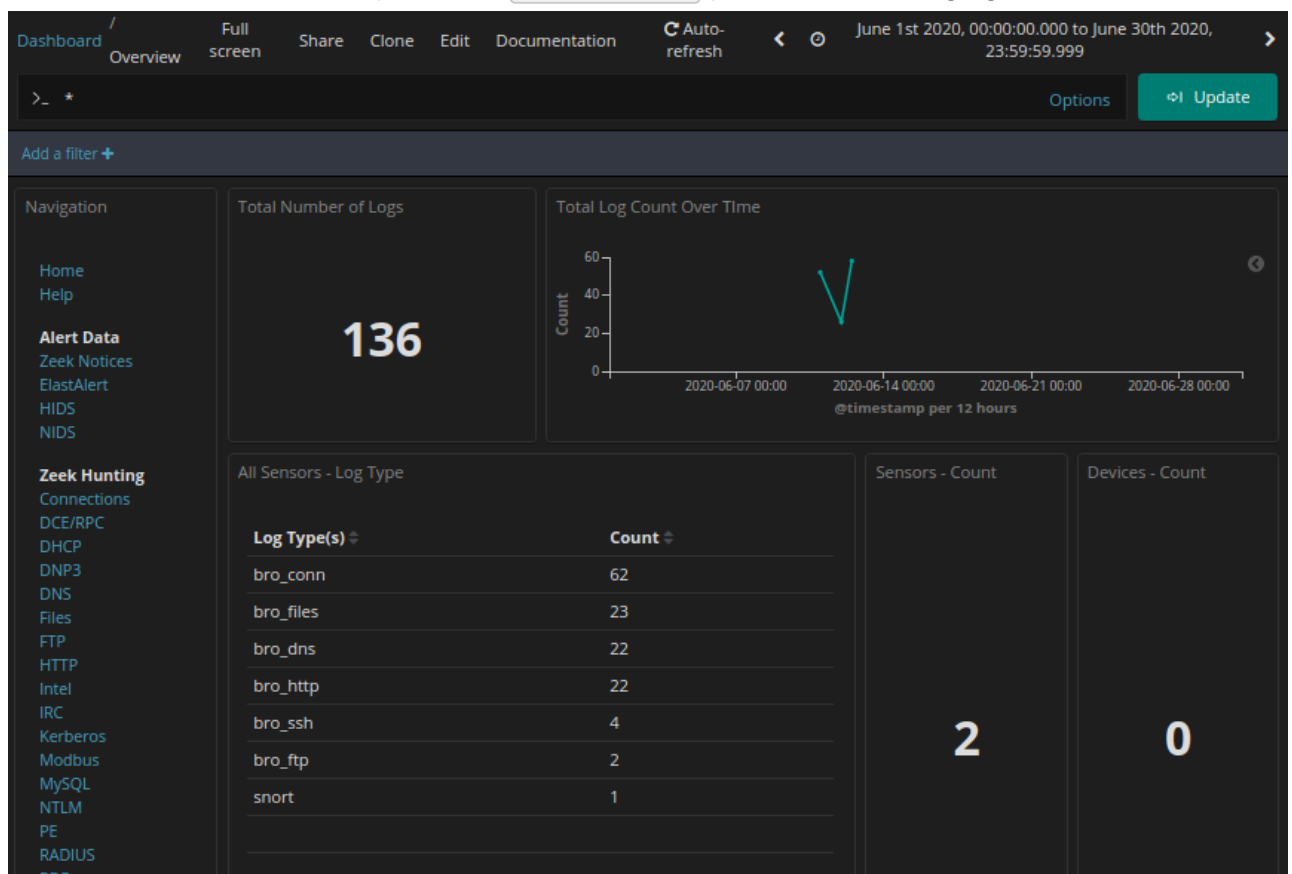 Dashboard / Overview Full screen Share Clone Edit Documentation Auto-refresh June 1st 2020, 00:00:00.000 to June 30th 2020, 23:59:59.999
>_ * Options Update
Add a filter +
Navigation
Home
Help
Alert Data
Zeek Notices
ElastAlert
HIDS
NIDS
Zeek Hunting
Connections
DCE/RPC
DHCP
DNP3
DNS
Files
FTP
HTTP
Intel
IRC
Kerberos
Modbus
MySQL
NTLM
PE
RADIUS
Total Number of Logs
136
Total Log Count Over TIme
Count
60
40
20
0
2020-06-07 00:00 2020-06-14 00:00 2020-06-21 00:00 2020-06-28 00:00
@timestamp per 12 hours
All Sensors - Log Type
Log Type(s) Count
bro_conn 62
bro_files 23
bro_dns 22
bro_http 22
bro_ssh 4
bro_ftp 2
snort 1
Sensors - Count
2
Devices - Count
0